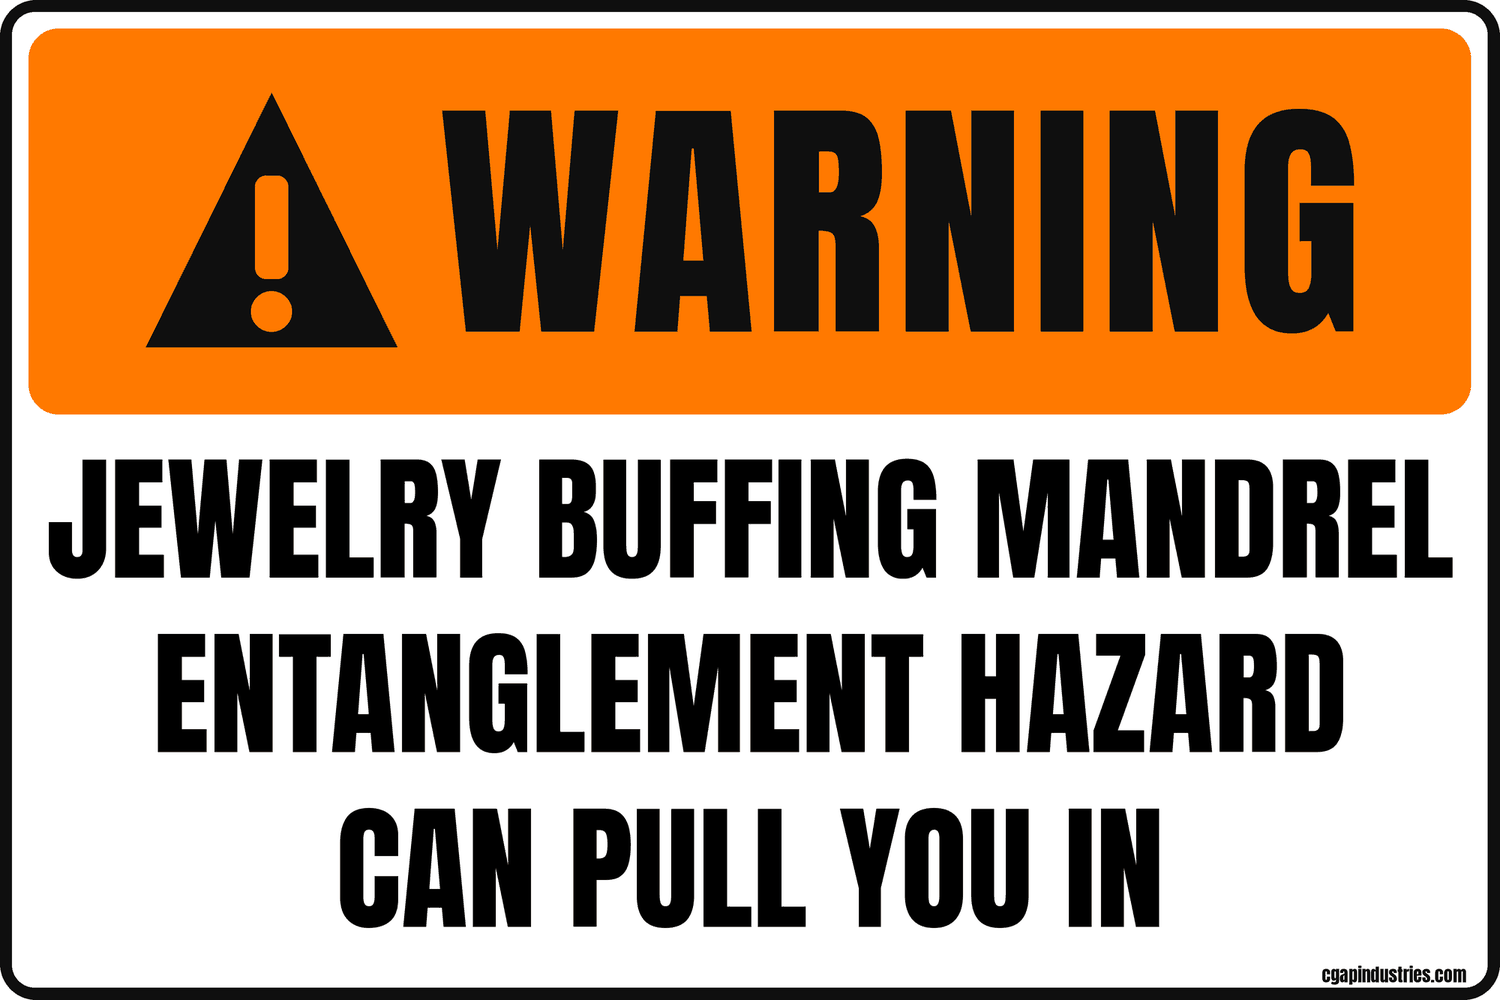 WARNING
JEWELRY BUFFING MANDREL
ENTANGLEMENT HAZARD
CAN PULL YOU IN
cgapindustries.com